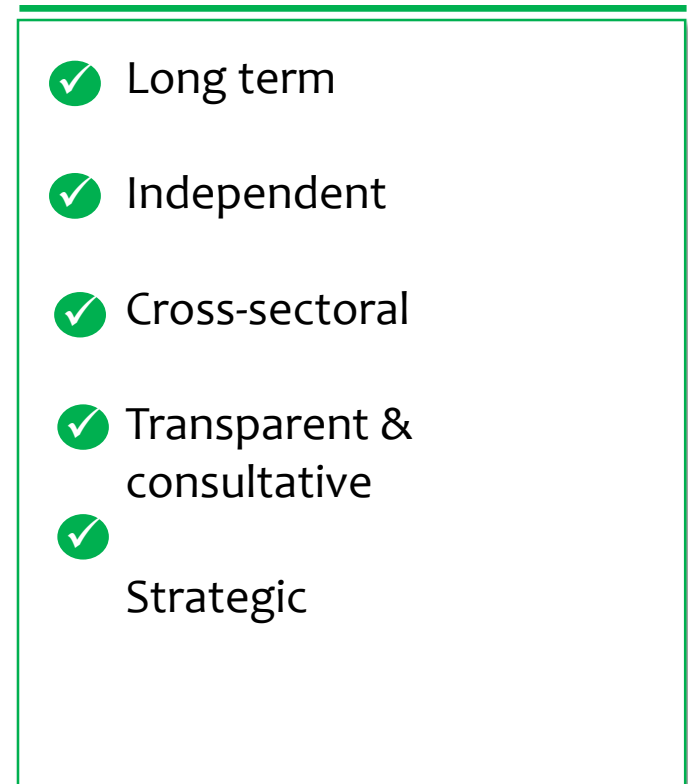 Long term
Independent
Cross-sectoral
Transparent &
consultative
Strategic